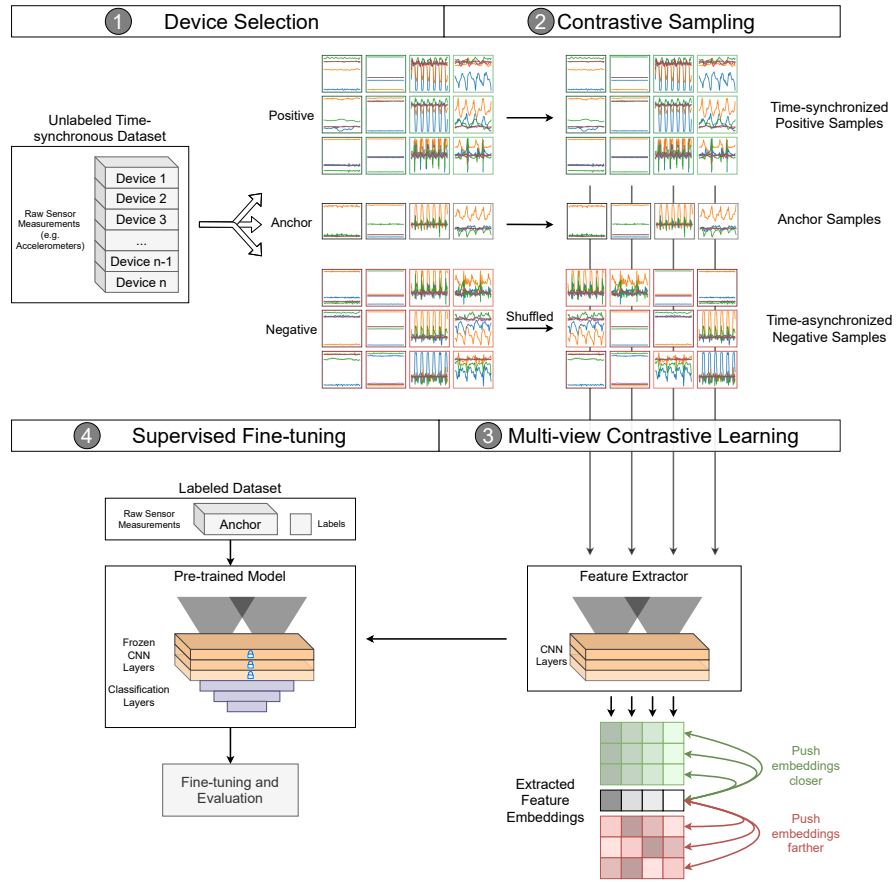 1 Device Selection
2 Contrastive Sampling
Unlabeled Time-
synchronous Dataset
Raw Sensor
Measurements
(e.g.
Accelerometers)
Device 1
Device 2
Device 3
...
Device n-1
Device n
Positive
Anchor
Negative
Shuffled
Time-synchronized
Positive Samples
Anchor Samples
Time-asynchronized
Negative Samples
4 Supervised Fine-tuning
3 Multi-view Contrastive Learning
Labeled Dataset
Raw Sensor
Measurements
Anchor
Labels
Pre-trained Model
Frozen
CNN
Layers
Classification
Layers
Fine-tuning and
Evaluation
Feature Extractor
CNN
Layers
Extracted
Feature
Embeddings
Push
embeddings
closer
Push
embeddings
farther